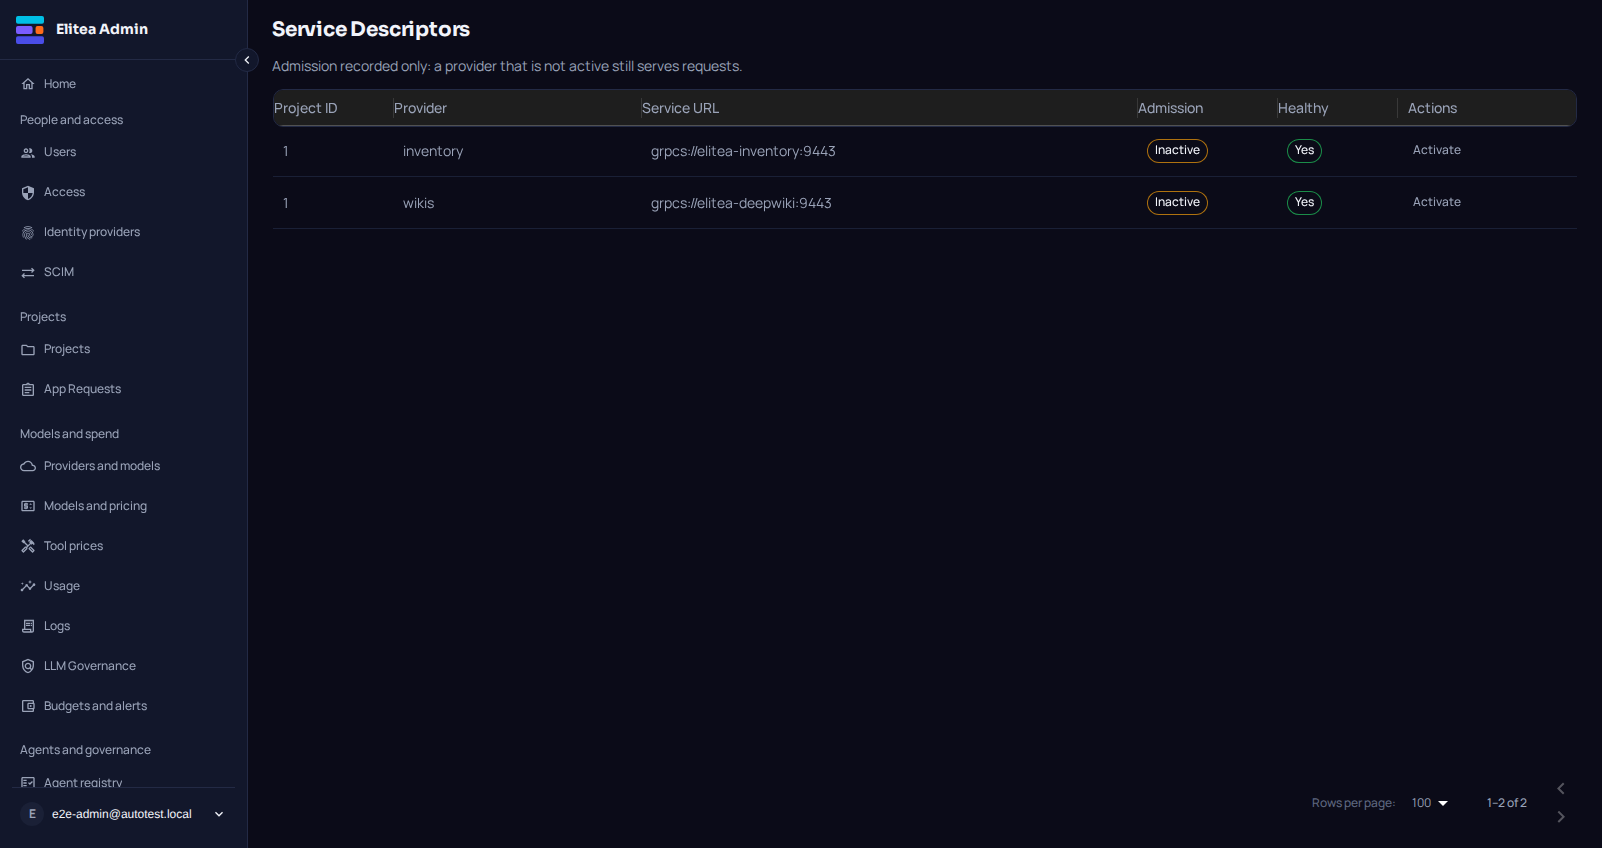 Elitea Admin
Home
People and access
Users
Access
Identity providers
SCIM
Projects
Projects
App Requests
Models and spend
Providers and models
Models and pricing
Tool prices
Usage
Logs
LLM Governance
Budgets and alerts
Agents and governance
Agent registry
E e2e-admin@autotest.local
Service Descriptors
Admission recorded only: a provider that is not active still serves requests.
Project ID Provider Service URL Admission Healthy Actions
1 inventory grpcs://elitea-inventory:9443 Inactive Yes Activate
1 wikis grpcs://elitea-deepwiki:9443 Inactive Yes Activate
Rows per page: 100 1–2 of 2